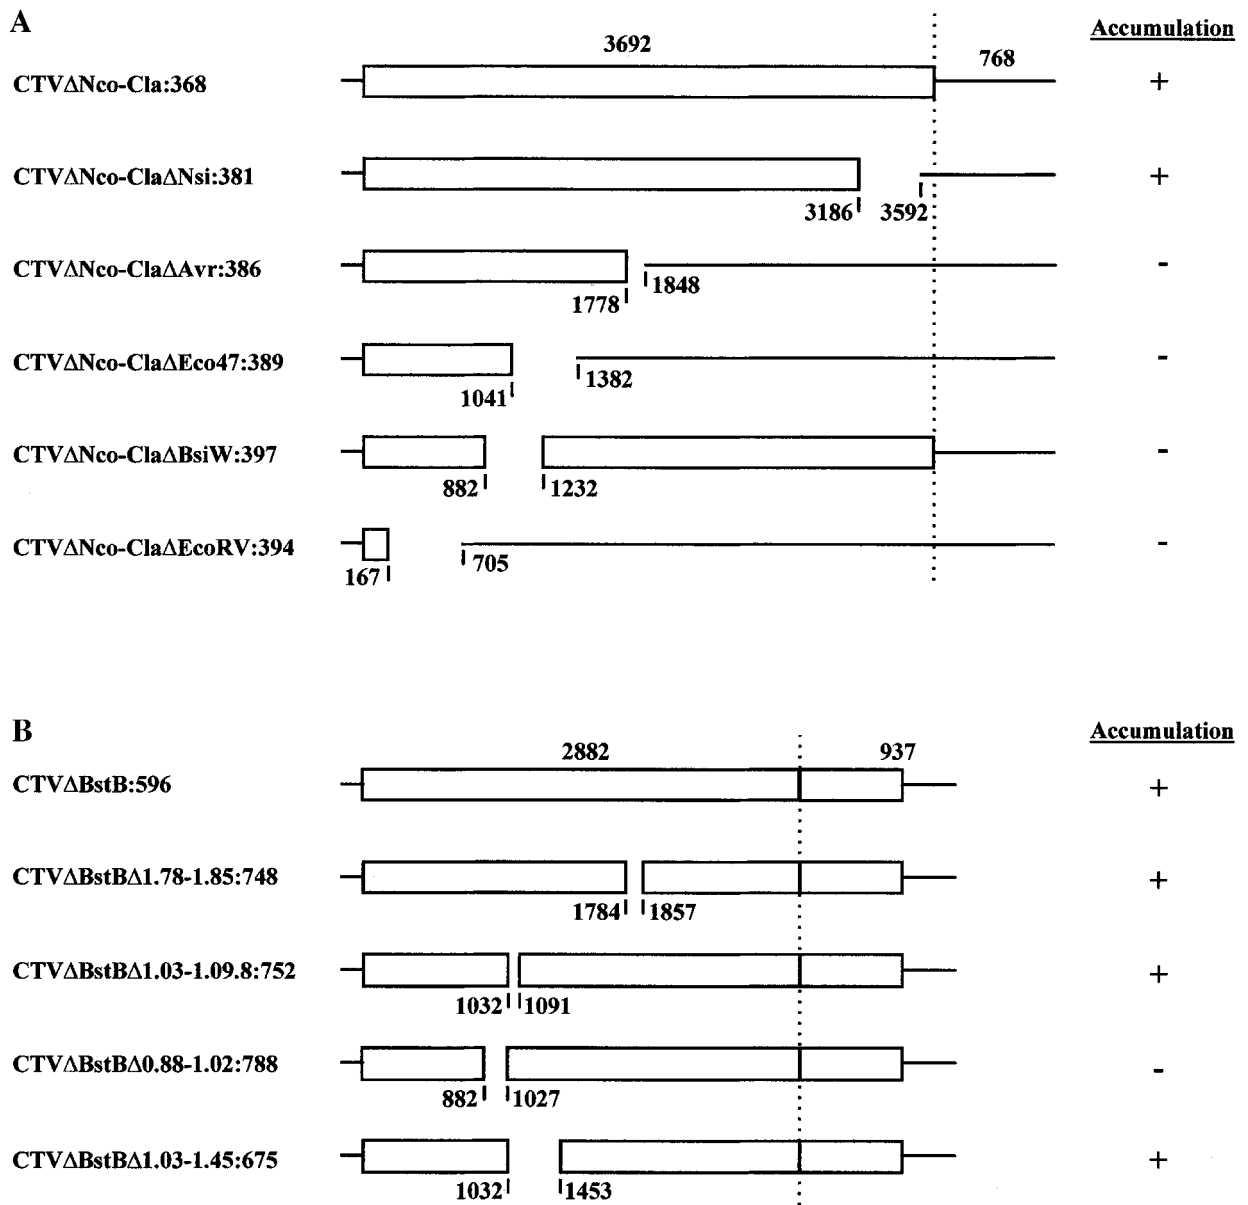 A
Accumulation
3692
768
CTVΔNco-Cla:368
+
CTVΔNco-ClaΔNsi:381
+
3186
3592
CTVΔNco-ClaΔAvr:386
-
1778
1848
CTVΔNco-ClaΔEco47:389
-
1041
1382
CTVΔNco-ClaΔBsiW:397
-
882
1232
CTVΔNco-ClaΔEcoRV:394
-
167
705
B
Accumulation
2882
937
CTVΔBstB:596
+
CTVΔBstBΔ1.78-1.85:748
+
1784
1857
CTVΔBstBΔ1.03-1.09.8:752
+
1032
1091
CTVΔBstBΔ0.88-1.02:788
-
882
1027
CTVΔBstBΔ1.03-1.45:675
+
1032
1453